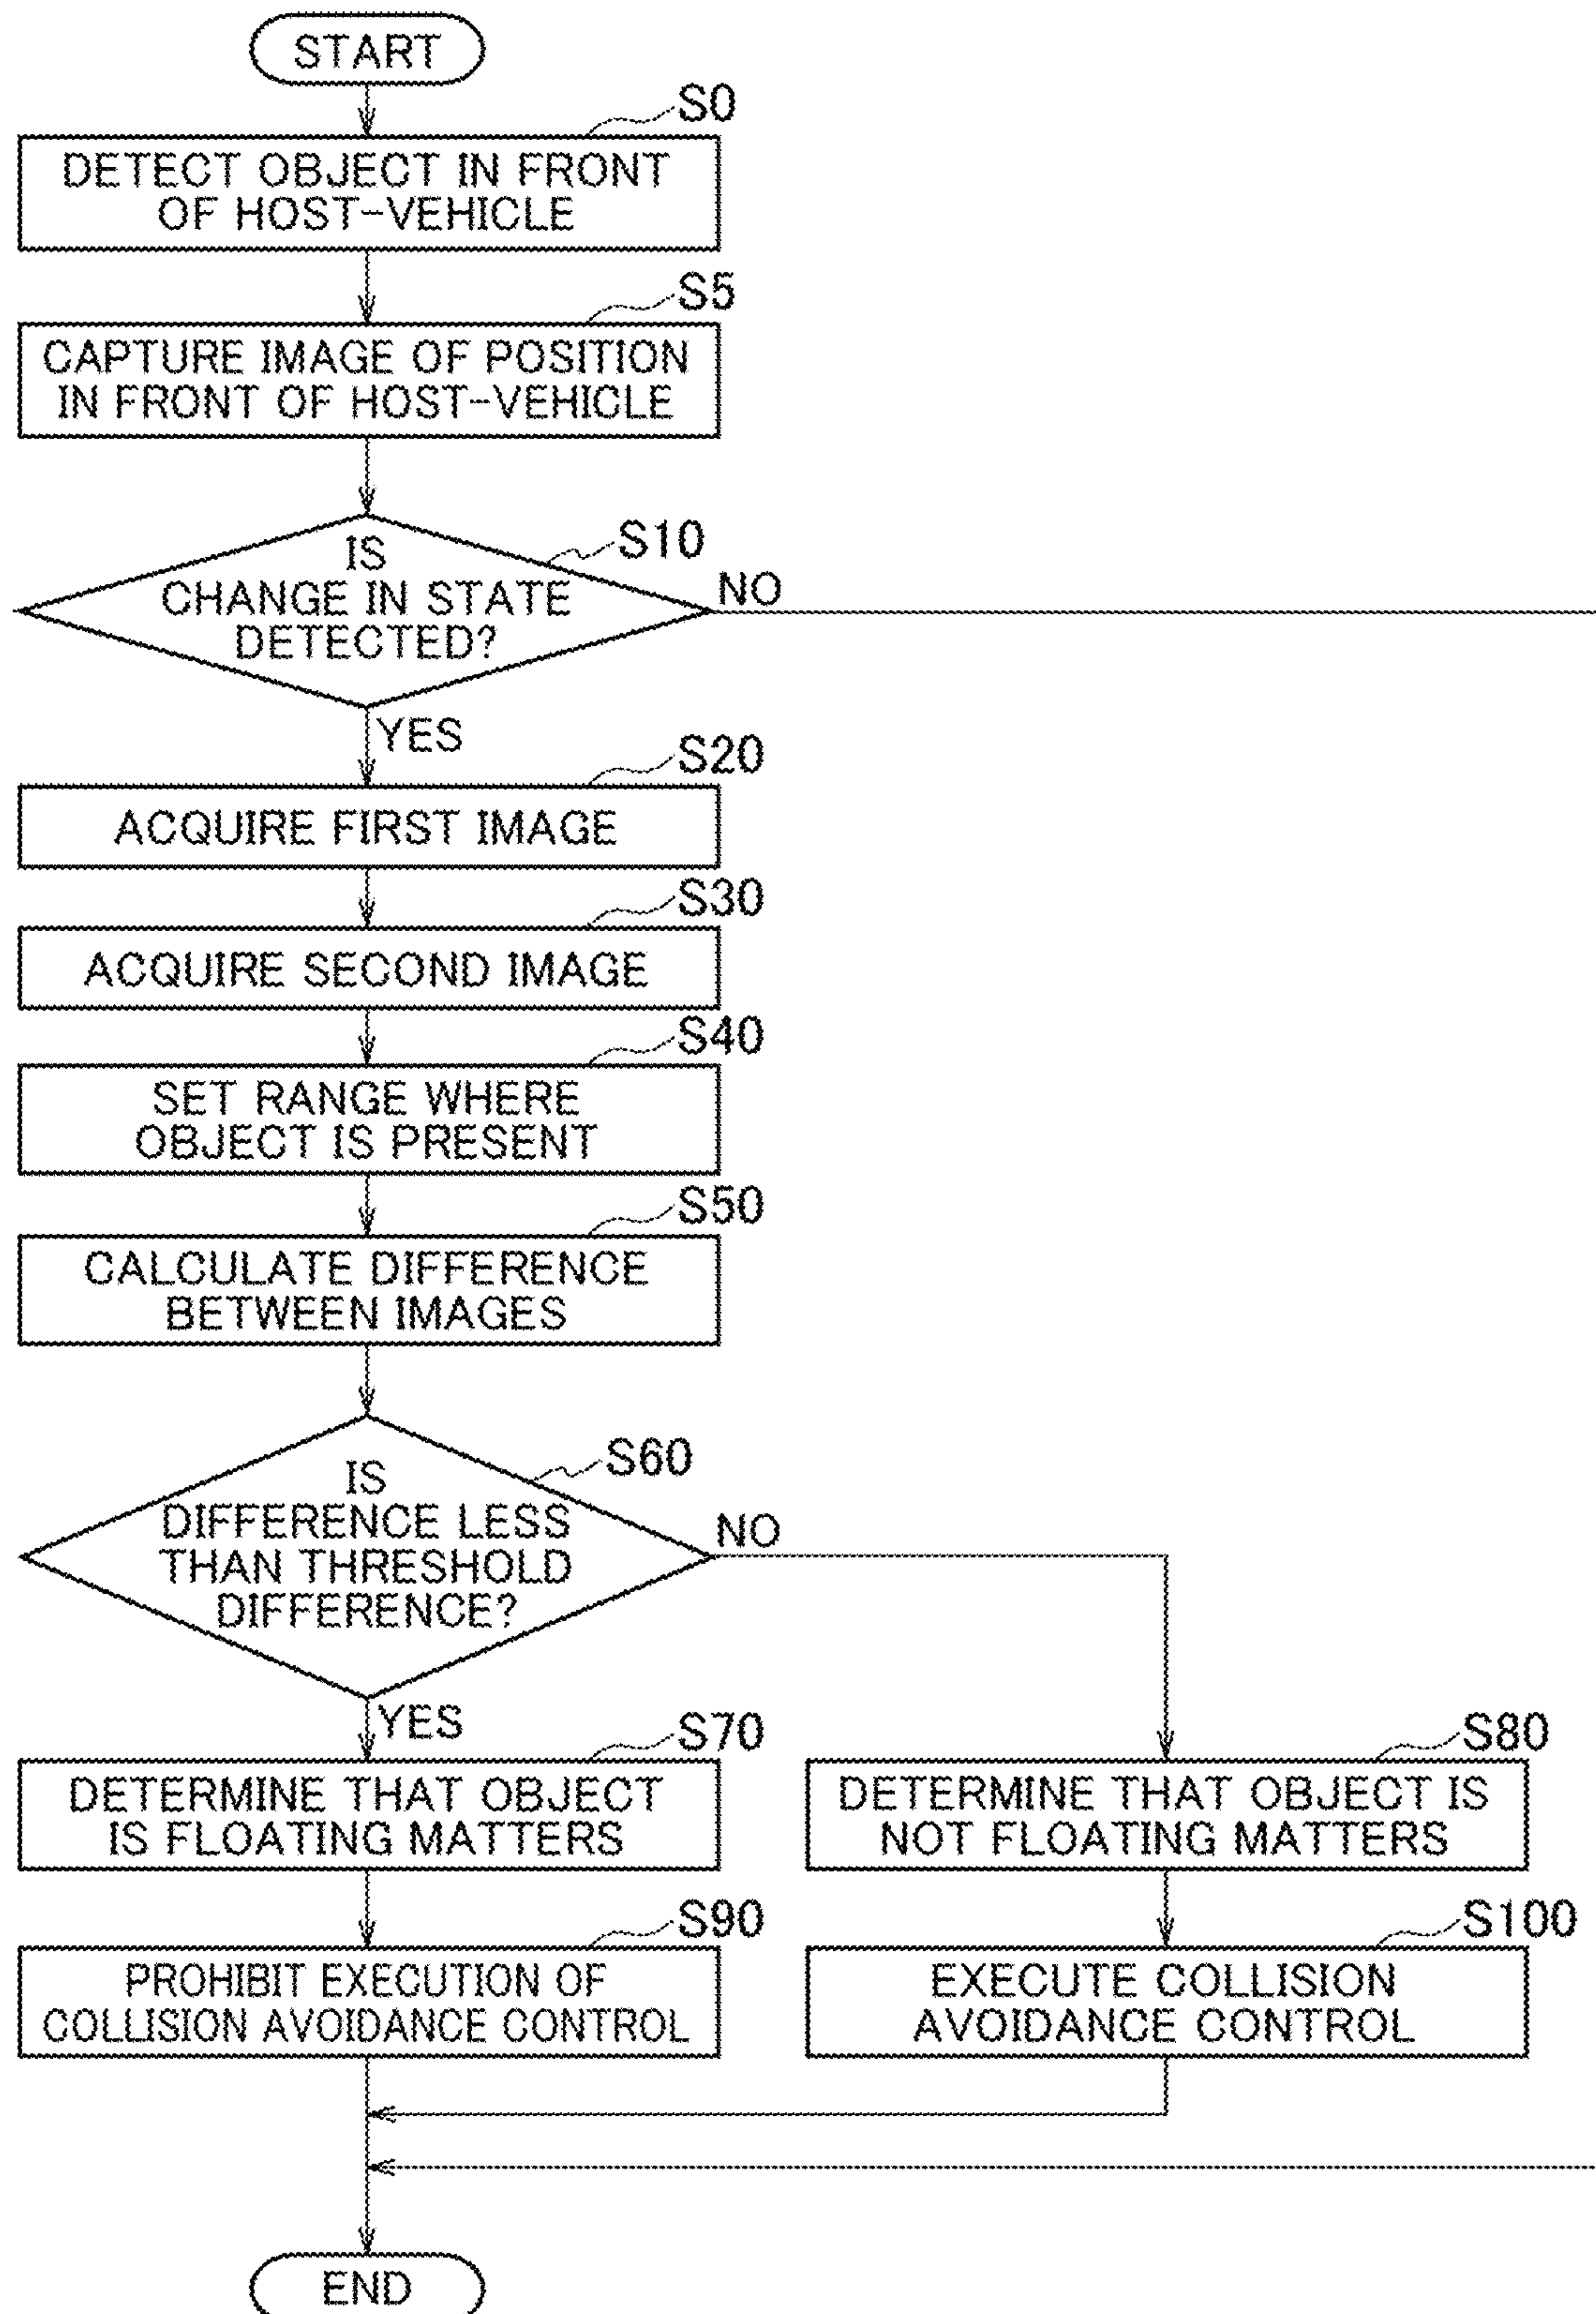 START
S0
DETECT OBJECT IN FRONT
OF HOST-VEHICLE
S5
CAPTURE IMAGE OF POSITION
IN FRONT OF HOST-VEHICLE
S10
IS
CHANGE IN STATE
DETECTED?
NO
YES
S20
ACQUIRE FIRST IMAGE
S30
ACQUIRE SECOND IMAGE
S40
SET RANGE WHERE
OBJECT IS PRESENT
S50
CALCULATE DIFFERENCE
BETWEEN IMAGES
S60
IS
DIFFERENCE LESS
THAN THRESHOLD
DIFFERENCE?
NO
YES
S70
DETERMINE THAT OBJECT
IS FLOATING MATTERS
S80
DETERMINE THAT OBJECT IS
NOT FLOATING MATTERS
S90
PROHIBIT EXECUTION OF
COLLISION AVOIDANCE CONTROL
S100
EXECUTE COLLISION
AVOIDANCE CONTROL
END